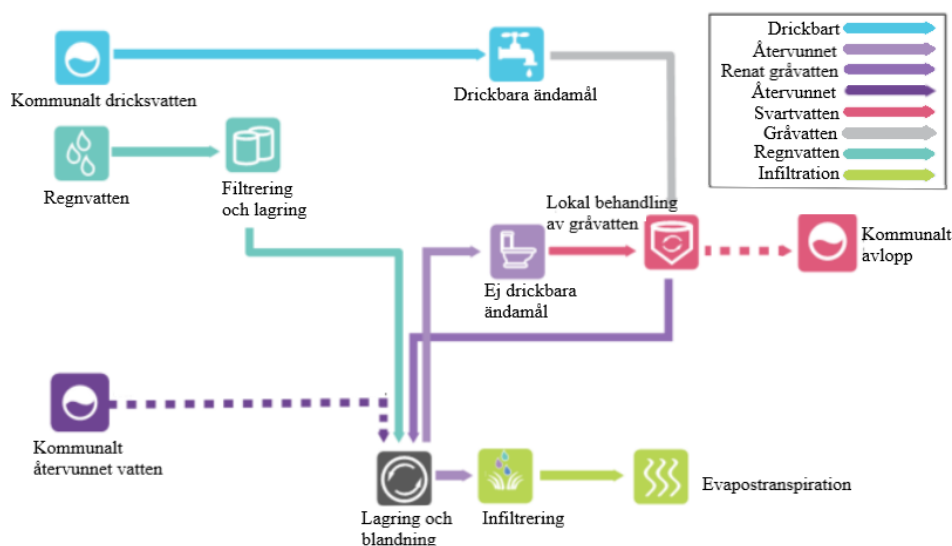 Kommunalt dricksvatten
Drickbara ändamål
Drickbart
Återvunnet
Renat gråvatten
Återvunnet
Svartvatten
Gråvatten
Regnvatten
Infiltration
Regnvatten
Filtrering
och lagring
Lokal behandling
av gråvatten
Kommunalt
avlopp
Ej drickbara
ändamål
Kommunalt
återvunnet vatten
Lagring och
blandning
Infiltrering
Evapostranspiration